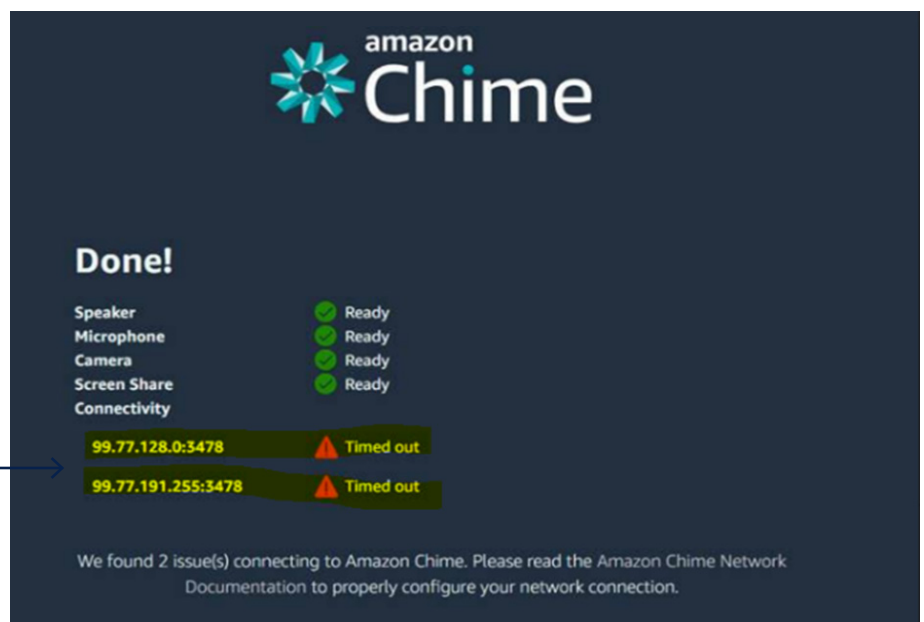 amazon
Chime
Done!
Speaker Ready
Microphone Ready
Camera Ready
Screen Share Ready
Connectivity
99.77.128.0:3478 Timed out
99.77.191.255:3478 Timed out
We found 2 issue(s) connecting to Amazon Chime. Please read the Amazon Chime Network
Documentation to properly configure your network connection.